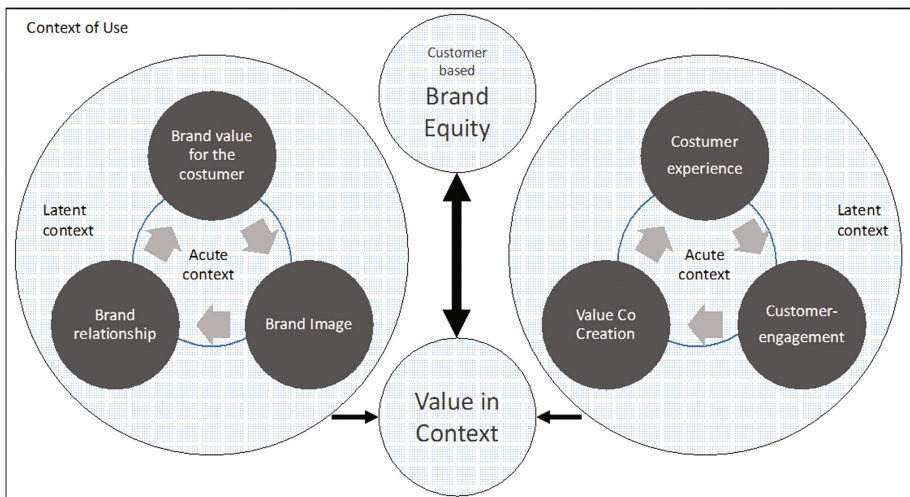 Context of Use
Customer
based
Brand
Equity
Brand value
for the
costumer
Latent
context
Acute
context
Brand
relationship
Brand Image
Costumer
experience
Latent
context
Acute
context
Value Co
Creation
Customer-
engagement
Value in
Context